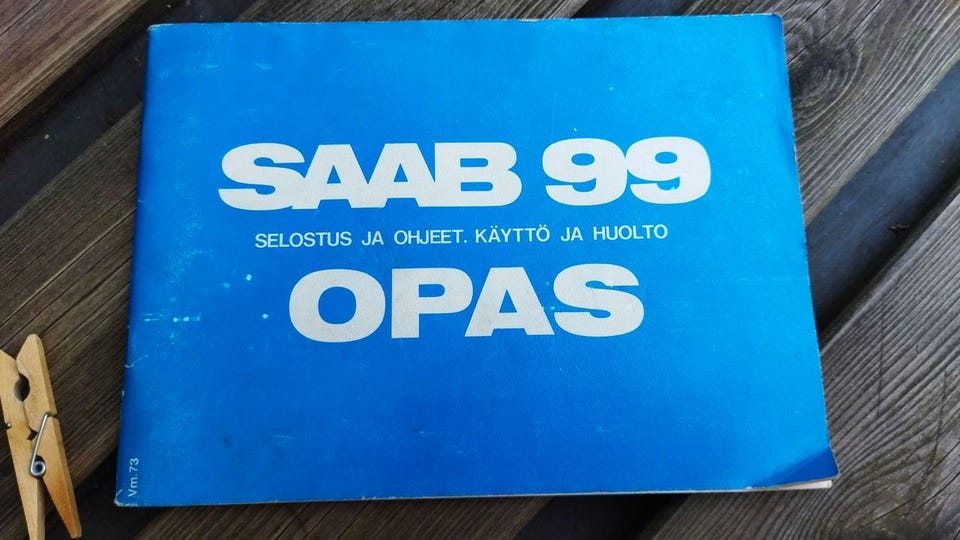 SAAB 99
SELOSTUS JA OHJEET. KÄYTTÖ JA HUOLTO
OPAS
Vm.73